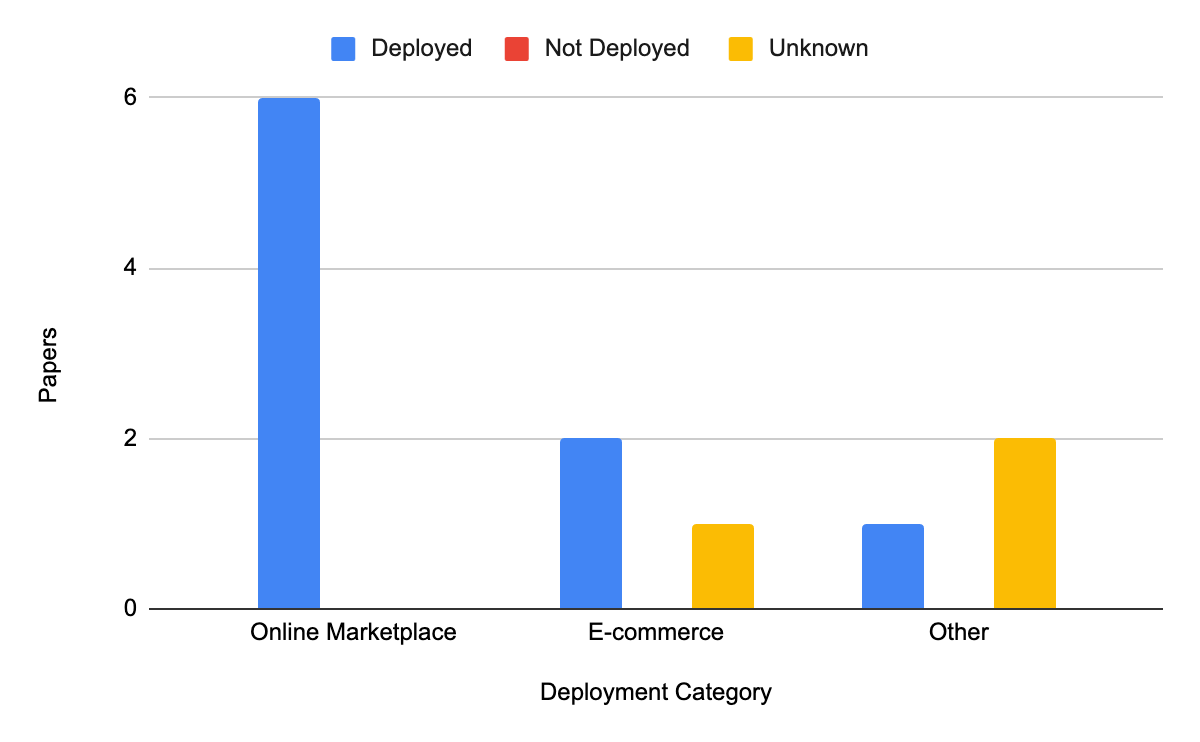 Deployed Not Deployed Unknown
6
4
2
0
Papers
Online Marketplace E-commerce Other
Deployment Category